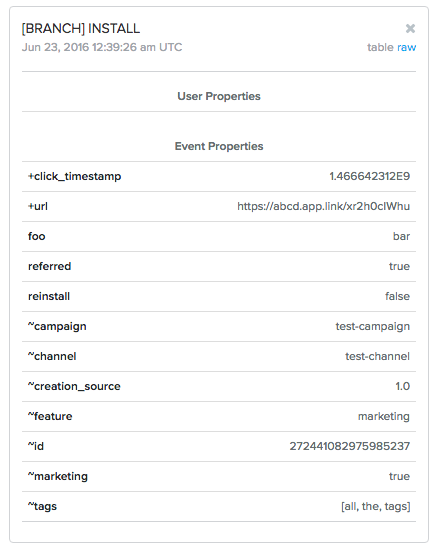 [BRANCH] INSTALL
Jun 23, 2016 12:39:26 am UTC table raw
User Properties
Event Properties
+click_timestamp 1.466642312E9
+url https://abcd.app.link/xr2h0clWhu
foo bar
referred true
reinstall false
~campaign test-campaign
~channel test-channel
~creation_source 1.0
~feature marketing
~id 272441082975985237
~marketing true
~tags [all, the, tags]